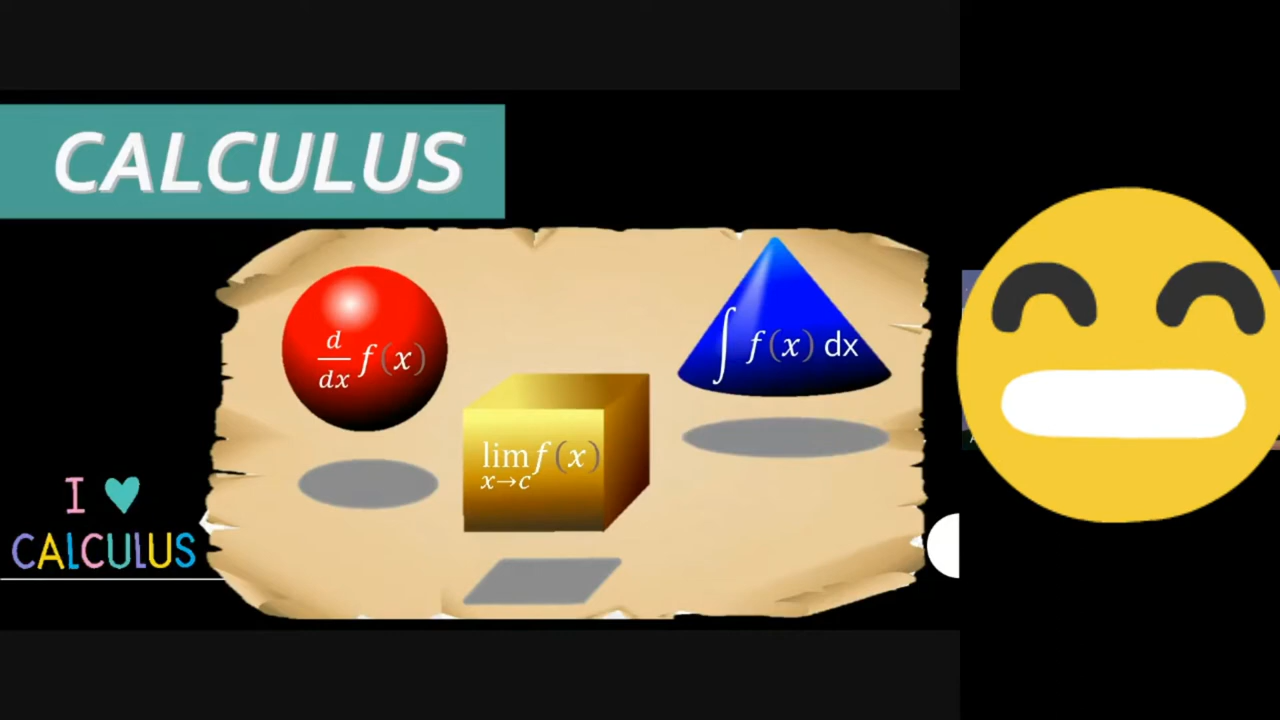 CALCULUS
d/dx f(x)
∫ f(x) dx
lim f(x)
x→c
I ♥
CALCULUS